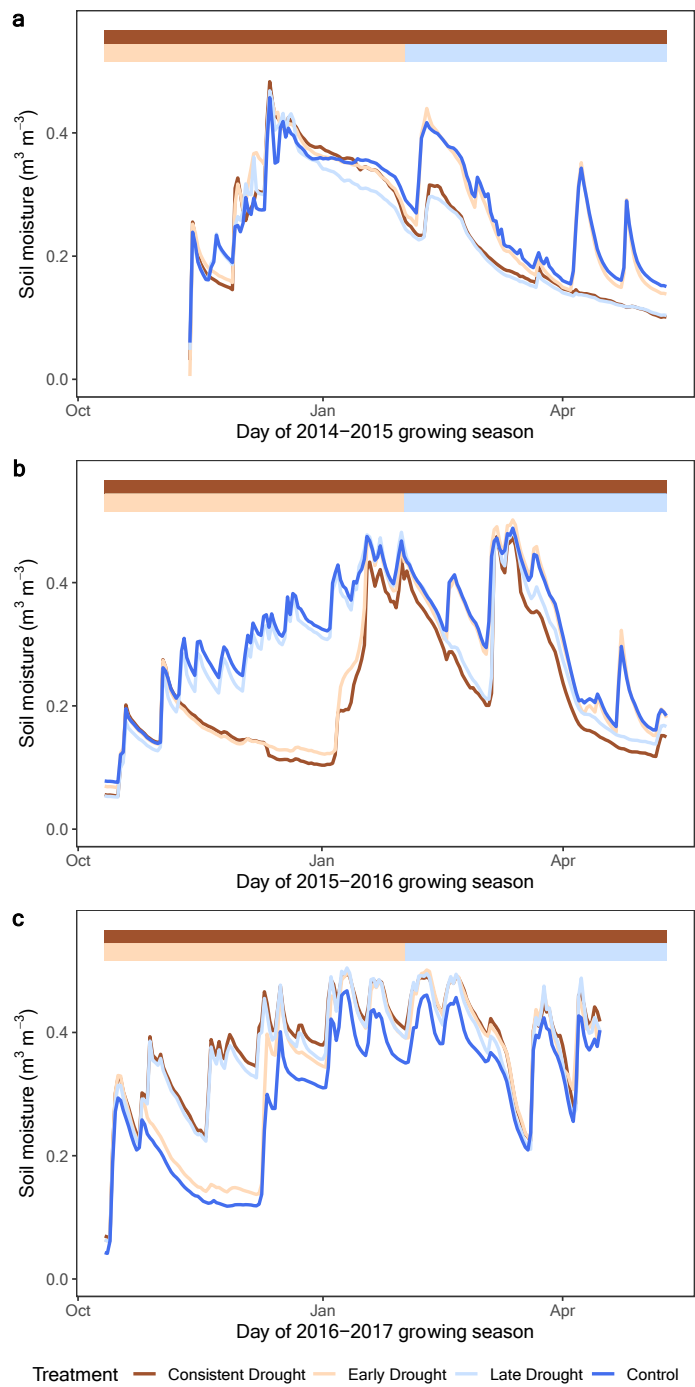 a
Soil moisture (m³ m⁻³)
0.4
0.2
0.0
Oct
Jan
Apr
Day of 2014−2015 growing season
b
Soil moisture (m³ m⁻³)
0.4
0.2
0.0
Oct
Jan
Apr
Day of 2015−2016 growing season
c
Soil moisture (m³ m⁻³)
0.4
0.2
0.0
Oct
Jan
Apr
Day of 2016−2017 growing season
Treatment Consistent Drought Early Drought Late Drought Control